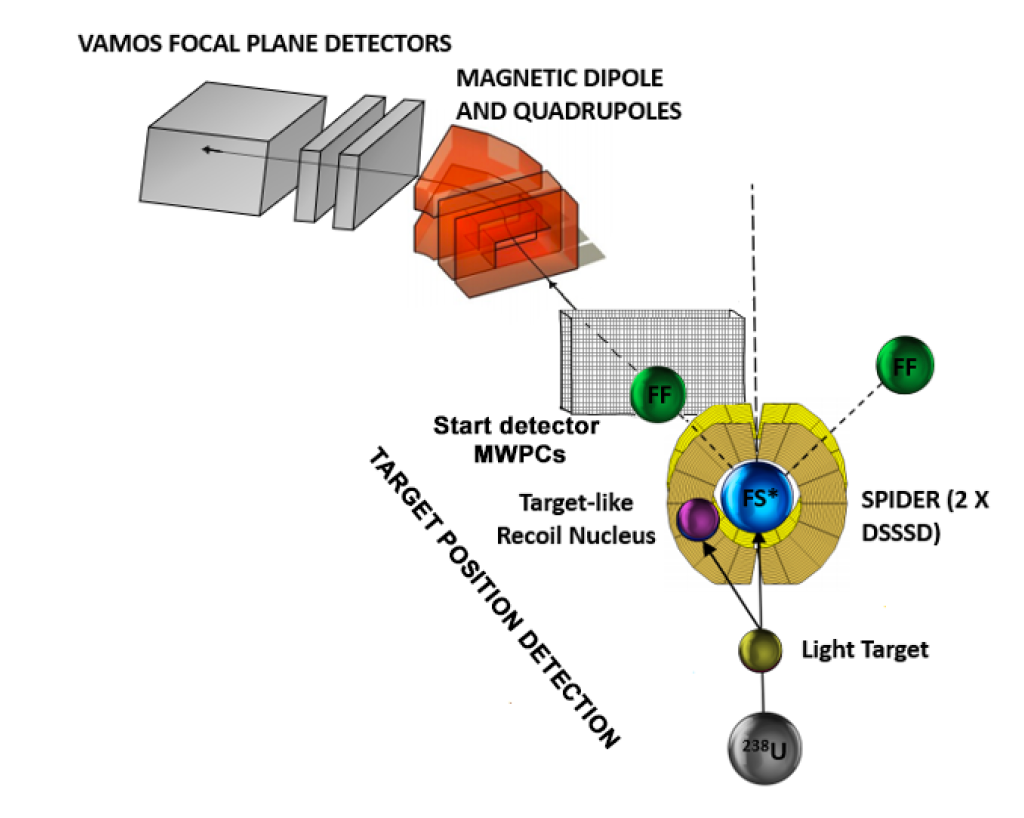 VAMOS FOCAL PLANE DETECTORS
MAGNETIC DIPOLE
AND QUADRUPOLES
FF
FF
Start detector
MWPCs
TARGET POSITION DETECTION
Target-like
Recoil Nucleus
FS*
SPIDER (2 X
DSSSD)
Light Target
²³⁸U